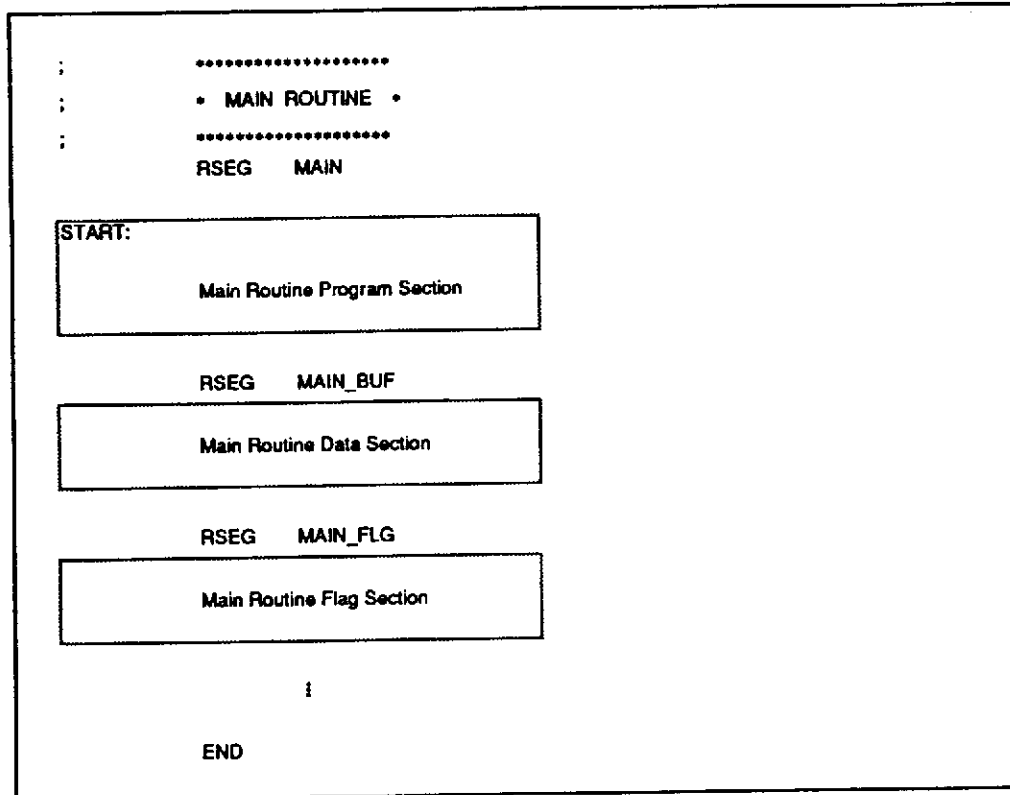 ; ********************
; * MAIN ROUTINE *
; ********************
RSEG MAIN
START:
Main Routine Program Section
RSEG MAIN_BUF
Main Routine Data Section
RSEG MAIN_FLG
Main Routine Flag Section
⋮
END